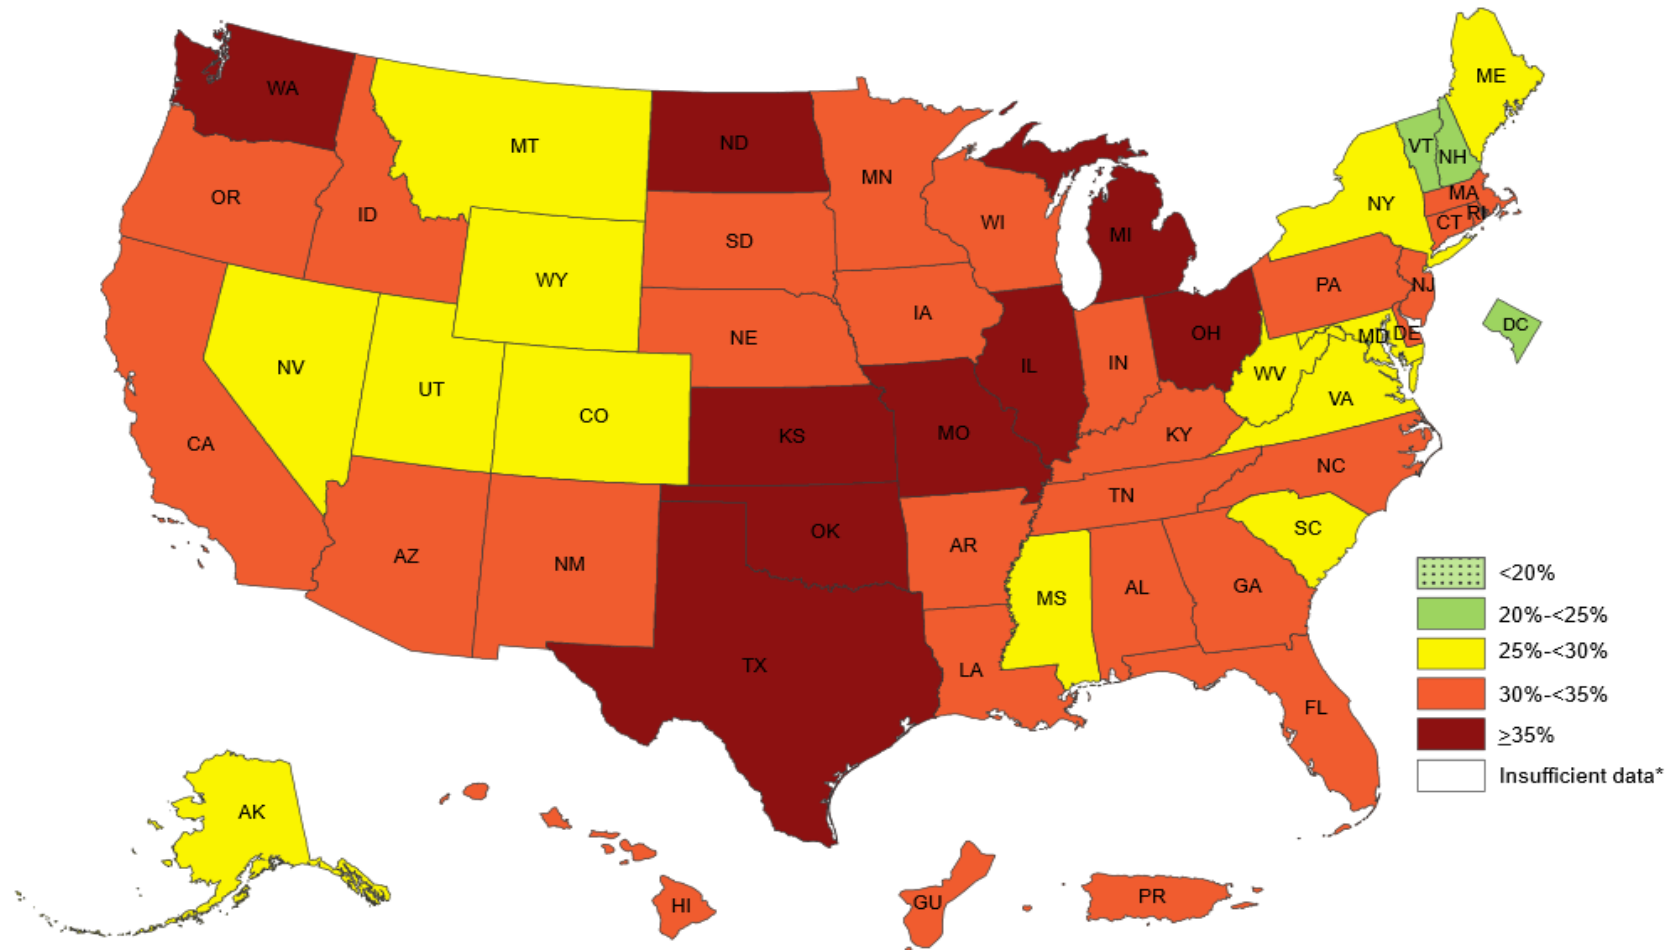 WA
ME
MT
ND
VT
NH
MN
OR
ID
MA
NY
CT
RI
WI
MI
SD
WY
PA
NJ
IA
DC
OH
MD
DE
NE
IN
IL
NV
WV
UT
VA
CO
KS
MO
KY
CA
NC
TN
OK
SC
AR
AZ
NM
<20%
GA
AL
MS
20%-<25%
25%-<30%
TX
LA
30%-<35%
FL
≥35%
Insufficient data*
AK
PR
GU
HI